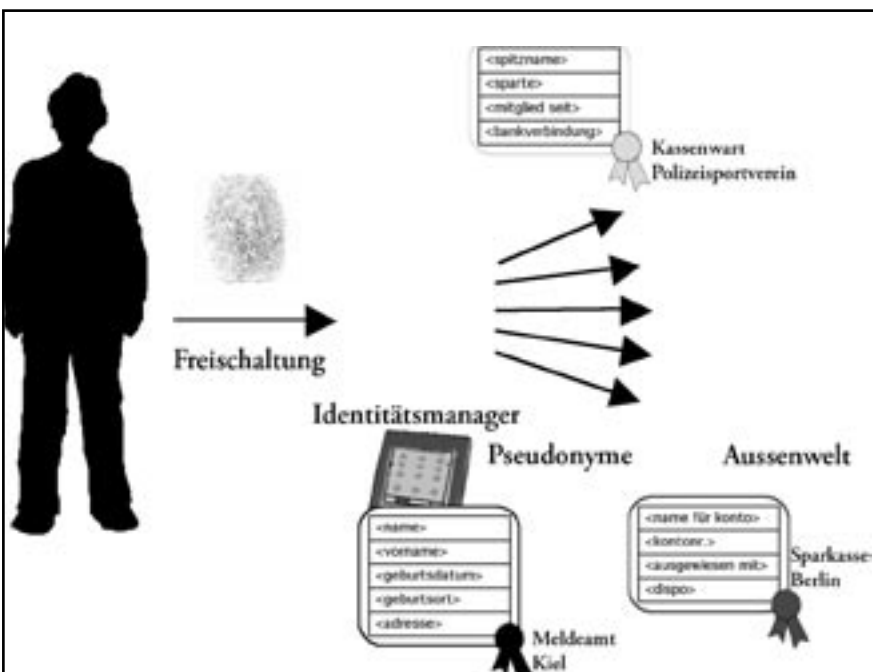 <spitzname>
<sparte>
<mitglied seit>
<bankverbindung>
Kassenwart
Polizeisportverein
Freischaltung
Identitätsmanager
Pseudonyme
Aussenwelt
<name>
<vorname>
<geburtsdatum>
<geburtsort>
<adresse>
Meldeamt
Kiel
<name für konto>
<kontonr.>
<ausgewiesen mit>
<dispo>
Sparkasse-
Berlin